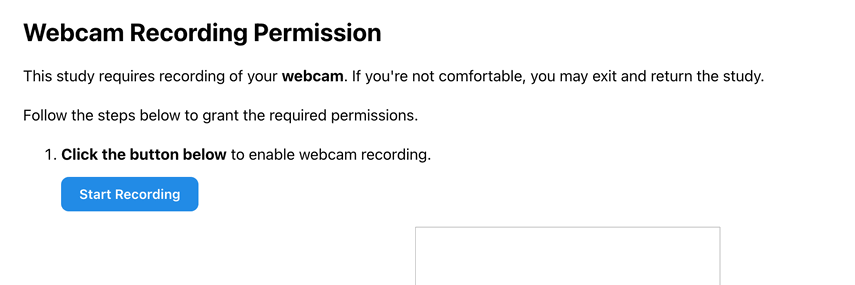 Webcam Recording Permission
This study requires recording of your webcam. If you're not comfortable, you may exit and return the study.
Follow the steps below to grant the required permissions.
1. Click the button below to enable webcam recording.
Start Recording